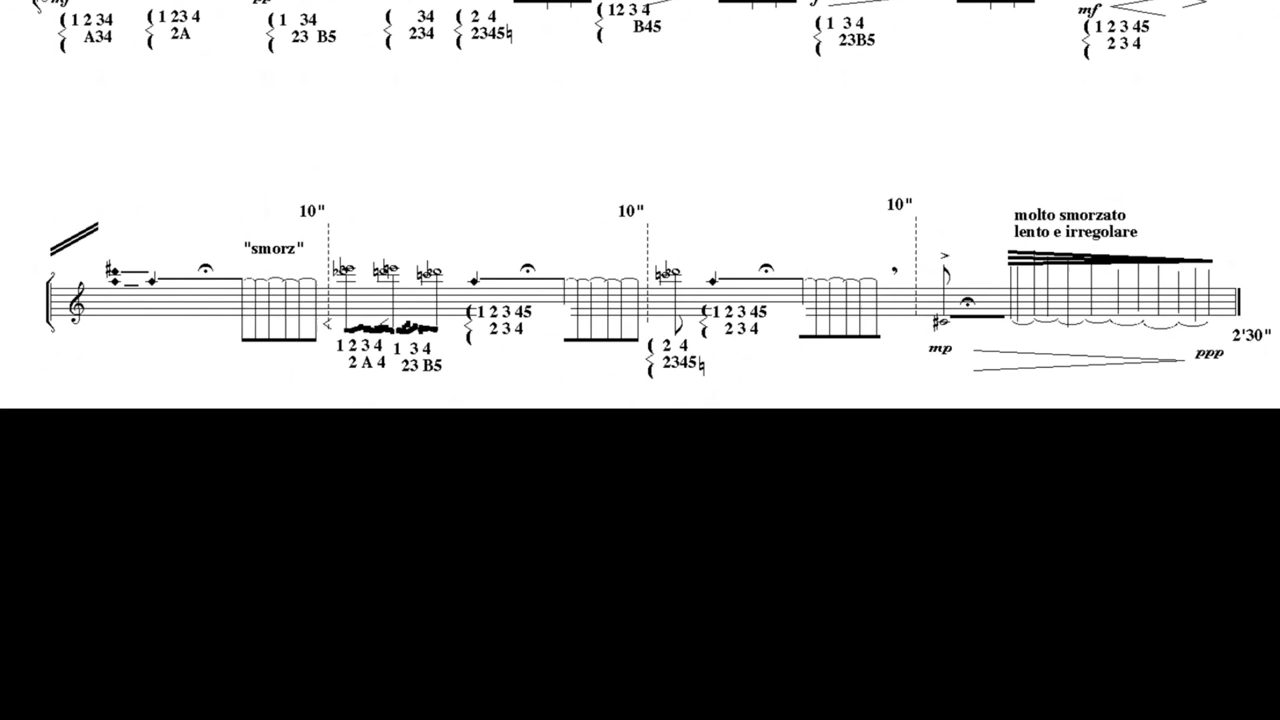 1 2 34
A34
1 23 4
2A
pp
1 34
23 B5
34
234
2 4
2345♮
12 3 4
B45
1 3 4
23B5
mf
1 2 3 45
2 3 4
10"
10"
10"
molto smorzato
lento e irregolare
"smorz"
1 2 3 45
2 3 4
1 2 3 45
2 3 4
1 2 3 4
2 A 4
1 3 4
23 B5
2 4
2345♮
mp
ppp
2'30"